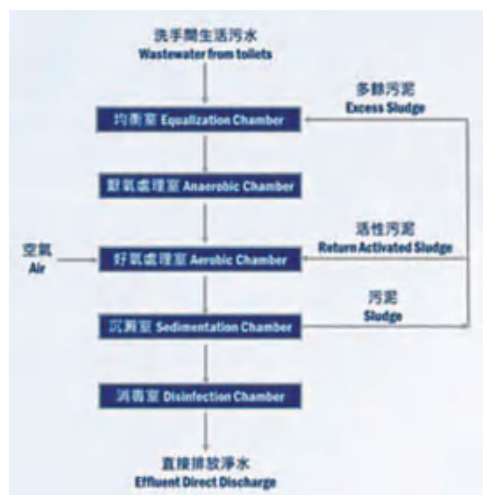 洗手間生活污水
Wastewater from toilets
多餘污泥
Excess Sludge
均衡室 Equalization Chamber
厭氧處理室 Anaerobic Chamber
空氣
Air
活性污泥
Return Activated Sludge
好氧處理室 Aerobic Chamber
污泥
Sludge
沉澱室 Sedimentation Chamber
消毒室 Disinfection Chamber
直接排放淨水
Effluent Direct Discharge